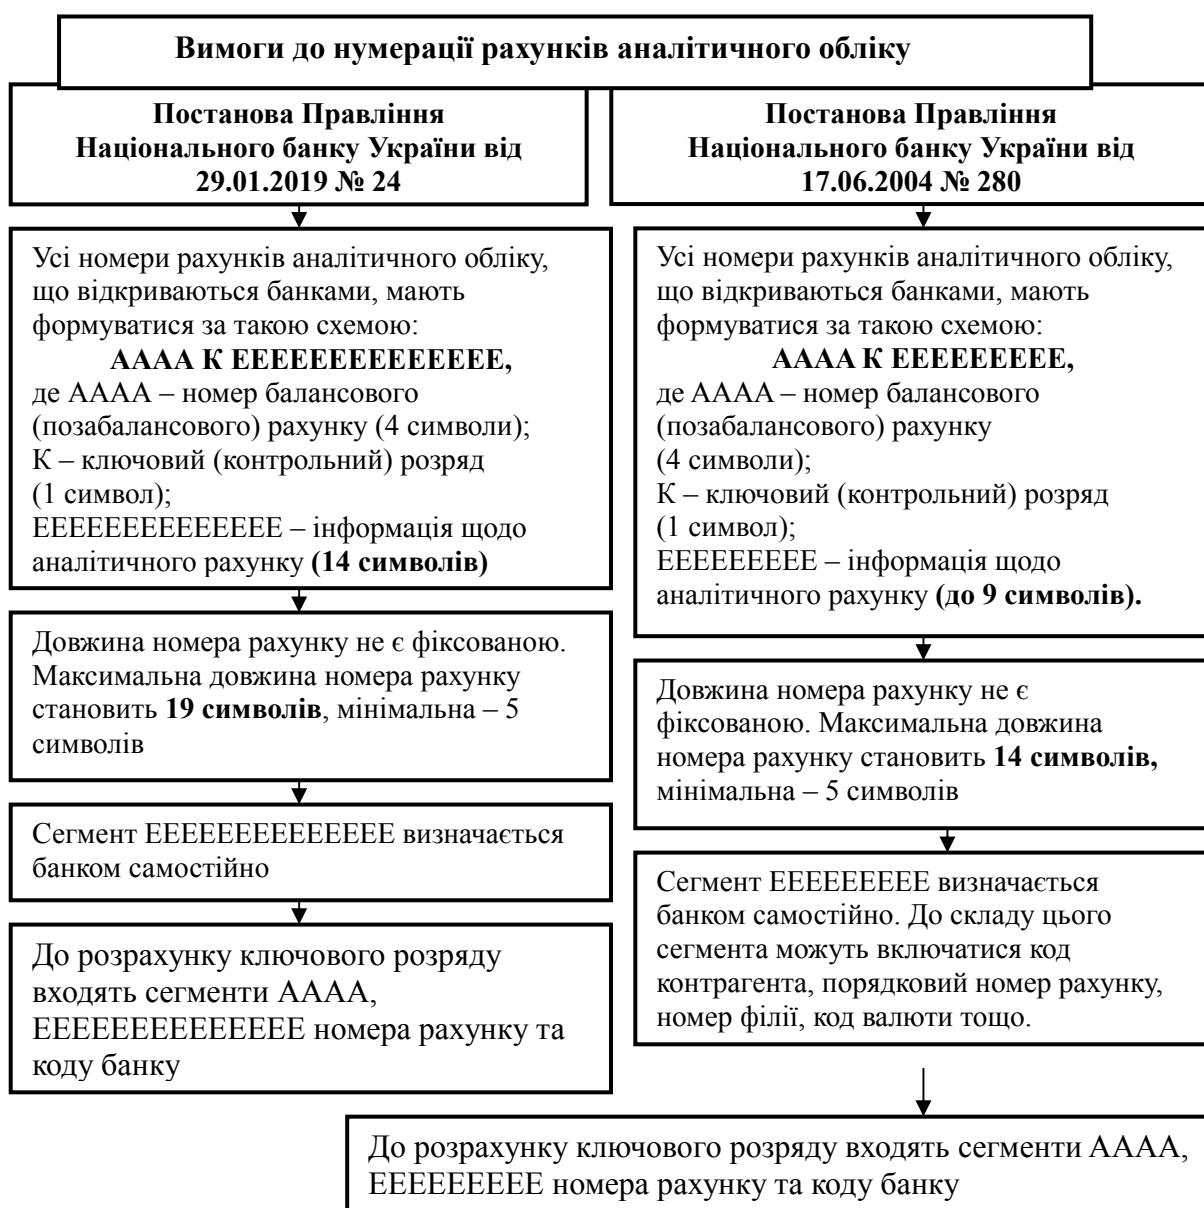 Вимоги до нумерації рахунків аналітичного обліку
Постанова Правління
Національного банку України від
29.01.2019 № 24
Усі номери рахунків аналітичного обліку,
що відкриваються банками, мають
формуватися за такою схемою:
АААА К ЕЕЕЕЕЕЕЕЕЕЕЕЕЕ,
де АААА – номер балансового
(позабалансового) рахунку (4 символи);
К – ключовий (контрольний) розряд
(1 символ);
ЕЕЕЕЕЕЕЕЕЕЕЕЕЕ – інформація щодо
аналітичного рахунку (14 символів)
Довжина номера рахунку не є фіксованою.
Максимальна довжина номера рахунку
становить 19 символів, мінімальна – 5
символів
Сегмент ЕЕЕЕЕЕЕЕЕЕЕЕЕЕ визначається
банком самостійно
До розрахунку ключового розряду
входять сегменти АААА,
ЕЕЕЕЕЕЕЕЕЕЕЕЕЕ номера рахунку та
коду банку
Постанова Правління
Національного банку України від
17.06.2004 № 280
Усі номери рахунків аналітичного обліку,
що відкриваються банками, мають
формуватися за такою схемою:
АААА К ЕЕЕЕЕЕЕЕЕ,
де АААА – номер балансового
(позабалансового) рахунку
(4 символи);
К – ключовий (контрольний) розряд
(1 символ);
ЕЕЕЕЕЕЕЕЕ – інформація щодо
аналітичного рахунку (до 9 символів).
Довжина номера рахунку не є
фіксованою. Максимальна довжина
номера рахунку становить 14 символів,
мінімальна – 5 символів
Сегмент ЕЕЕЕЕЕЕЕЕ визначається
банком самостійно. До складу цього
сегмента можуть включатися код
контрагента, порядковий номер рахунку,
номер філії, код валюти тощо.
До розрахунку ключового розряду входять сегменти АААА,
ЕЕЕЕЕЕЕЕЕ номера рахунку та коду банку